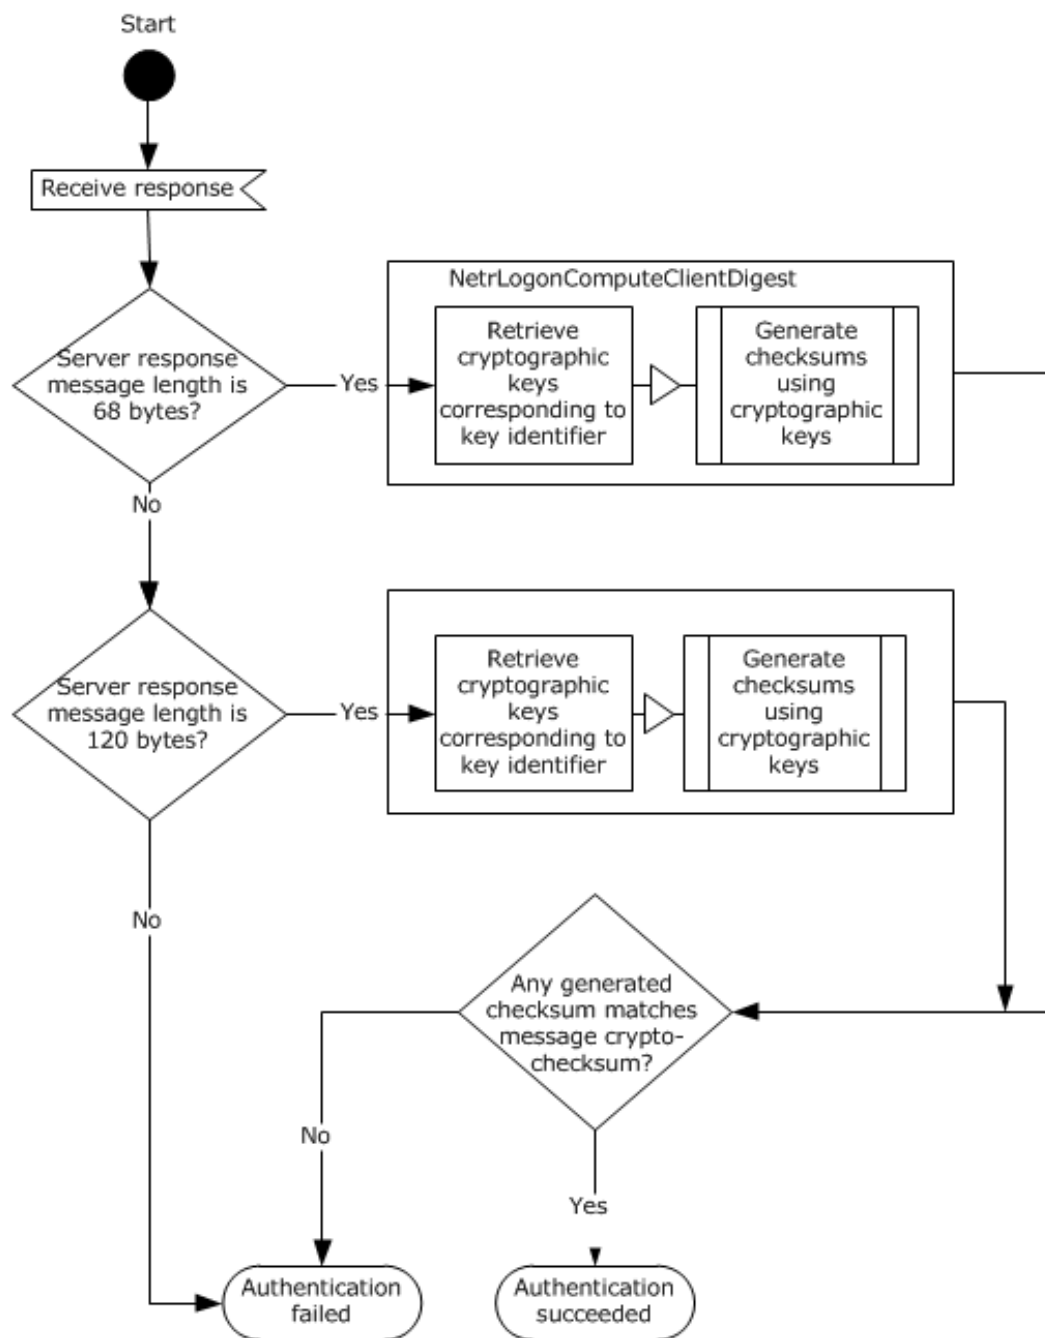 Start
Receive response
NetrLogonComputeClientDigest
Server response
message length is
68 bytes?
Yes
Retrieve
cryptographic
keys
corresponding to
key identifier
Generate
checksums
using
cryptographic
keys
No
Server response
message length is
120 bytes?
Yes
Retrieve
cryptographic
keys
corresponding to
key identifier
Generate
checksums
using
cryptographic
keys
No
Any generated
checksum matches
message crypto-
checksum?
No
Yes
Authentication
failed
Authentication
succeeded